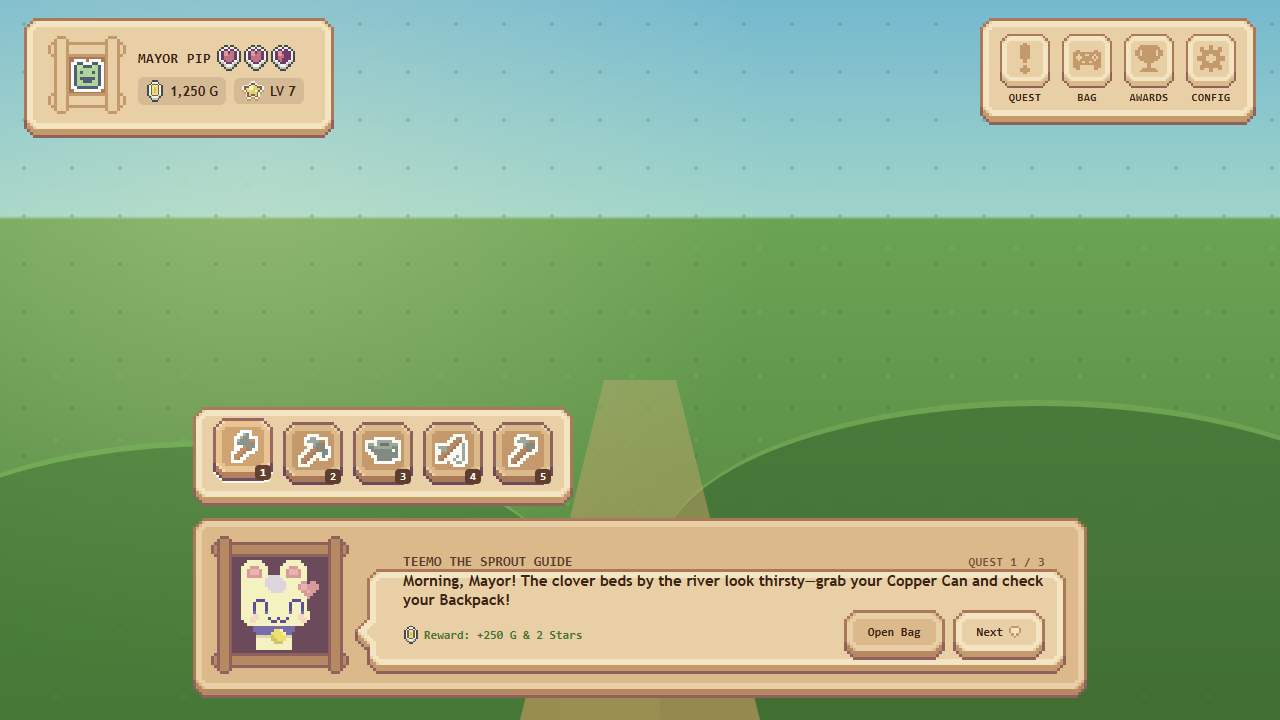 MAYOR PIP
1,250 G
LV 7
QUEST
BAG
AWARDS
CONFIG
1
2
3
4
5
TEEMO THE SPROUT GUIDE
QUEST 1 / 3
Morning, Mayor! The clover beds by the river look thirsty—grab your Copper Can and check
your Backpack!
Reward: +250 G & 2 Stars
Open Bag
Next